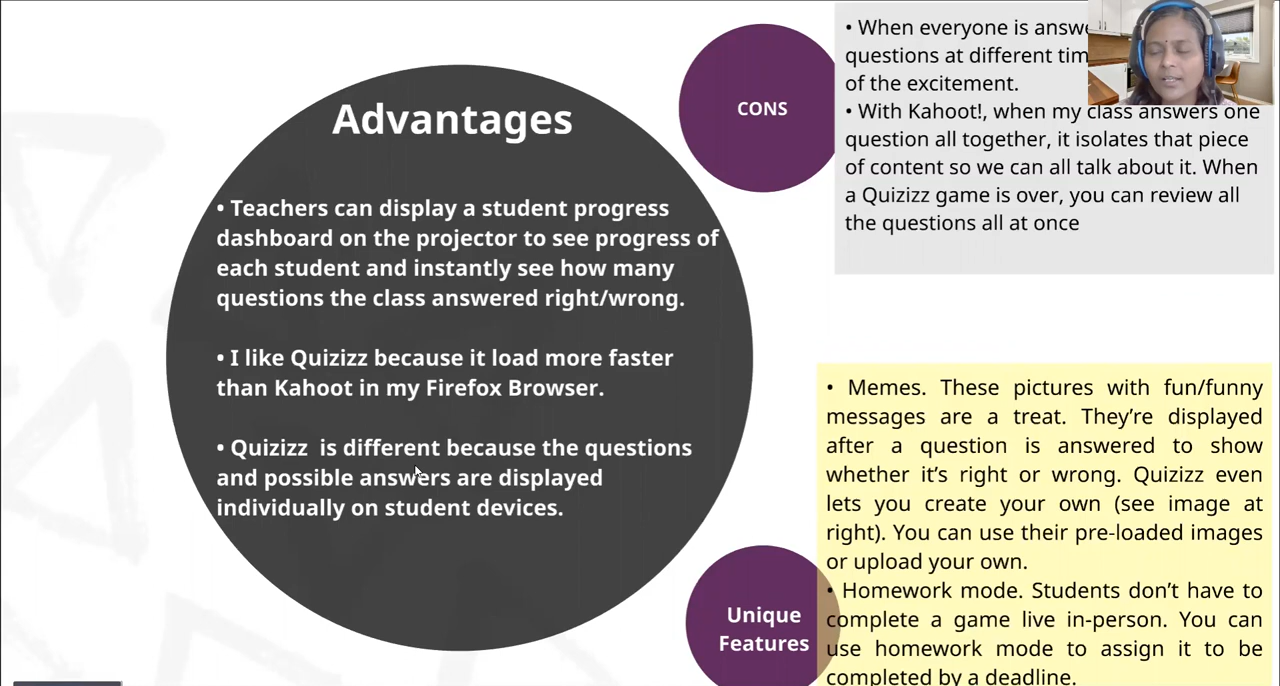 Advantages
• Teachers can display a student progress
dashboard on the projector to see progress of
each student and instantly see how many
questions the class answered right/wrong.
• I like Quizizz because it load more faster
than Kahoot in my Firefox Browser.
• Quizizz is different because the questions
and possible answers are displayed
individually on student devices.
CONS
• When everyone is
questions at different
of the excitement.
• With Kahoot!, when my class answers one
question all together, it isolates that piece
of content so we can all talk about it. When
a Quizizz game is over, you can review all
the questions all at once
Unique
Features
• Memes. These pictures with fun/funny
messages are a treat. They’re displayed
after a question is answered to show
whether it’s right or wrong. Quizizz even
lets you create your own (see image at
right). You can use their pre-loaded images
or upload your own.
• Homework mode. Students don’t have to
complete a game live in-person. You can
use homework mode to assign it to be
completed by a deadline.